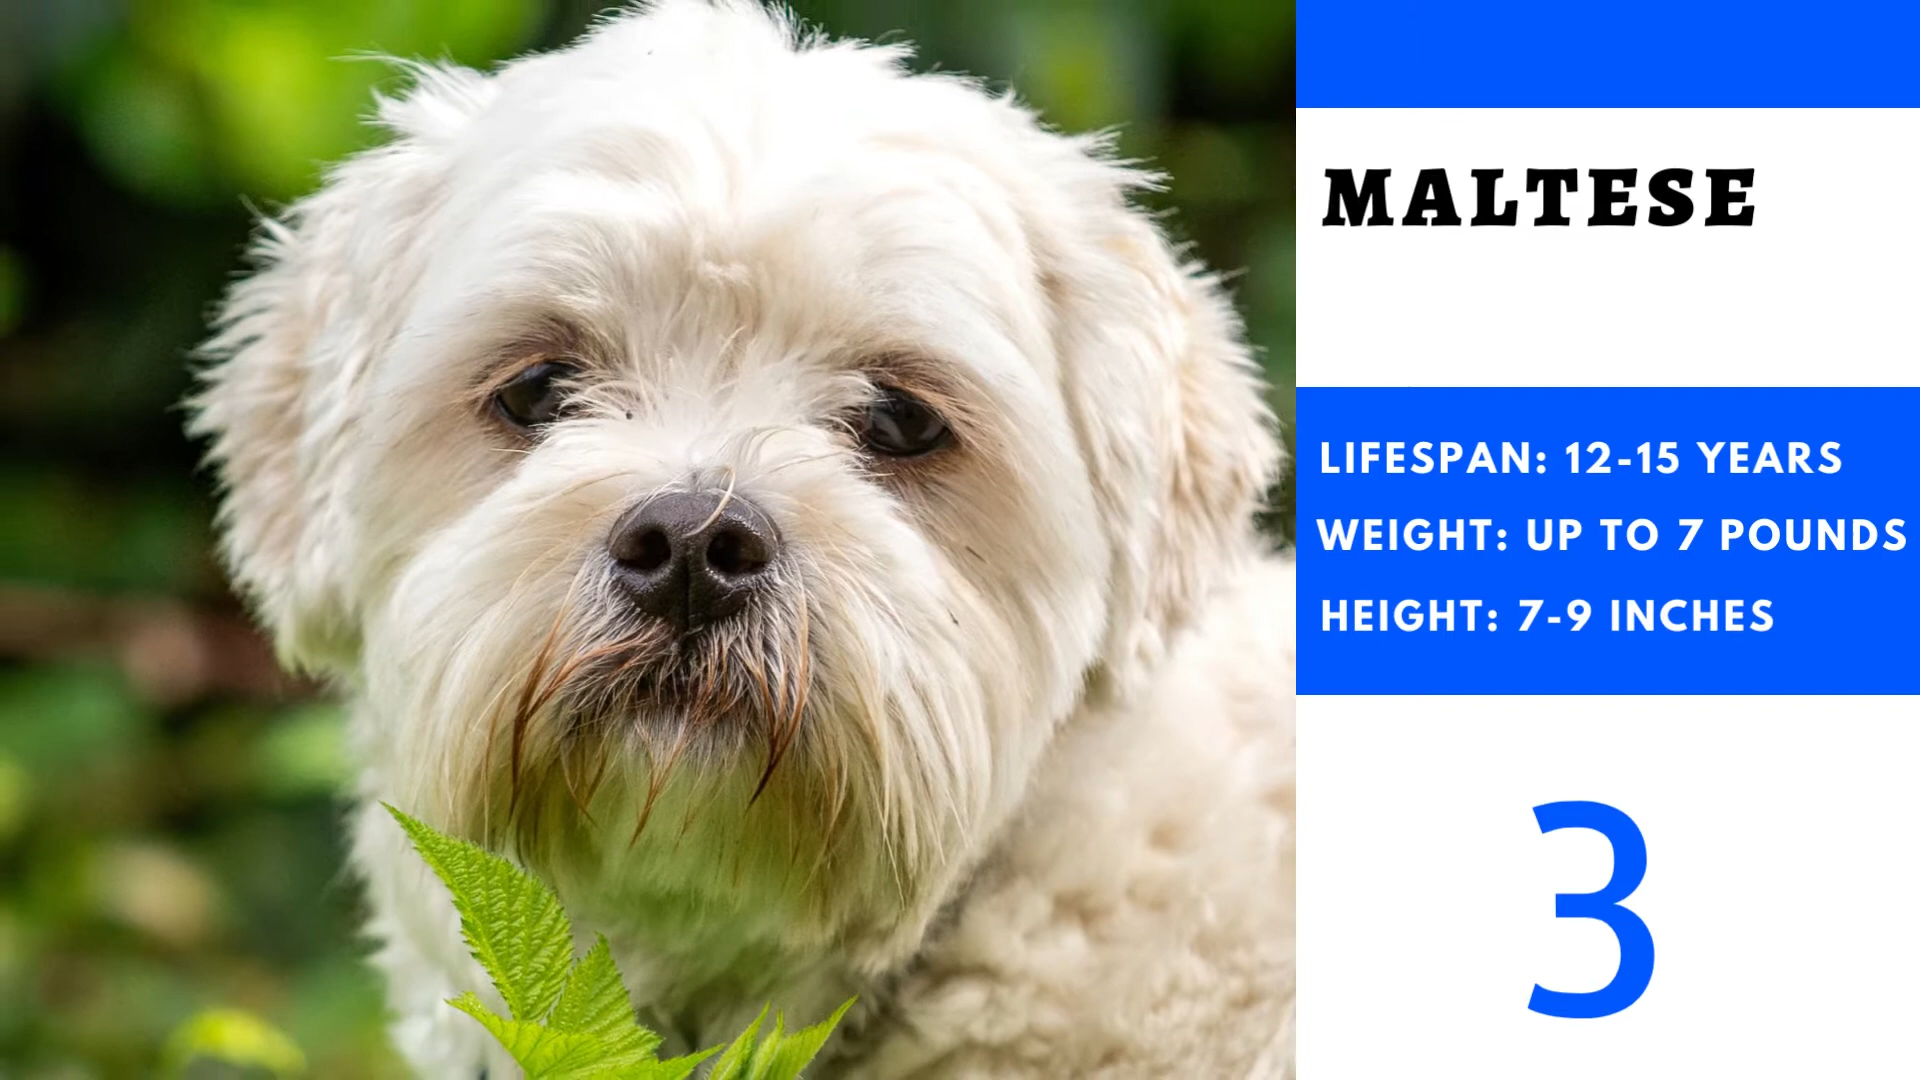 MALTESE
LIFESPAN: 12-15 YEARS
WEIGHT: UP TO 7 POUNDS
HEIGHT: 7-9 INCHES
3